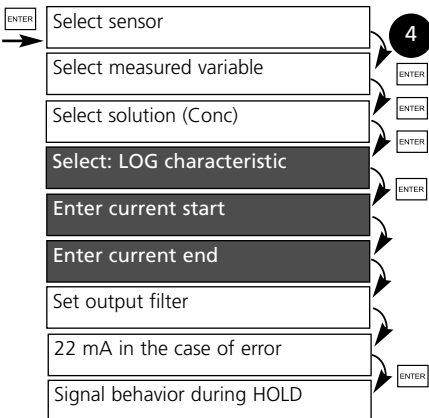 ENTER
Select sensor
4
Select measured variable
ENTER
Select solution (Conc)
ENTER
ENTER
Select: LOG characteristic
ENTER
Enter current start
Enter current end
Set output filter
22 mA in the case of error
ENTER
Signal behavior during HOLD